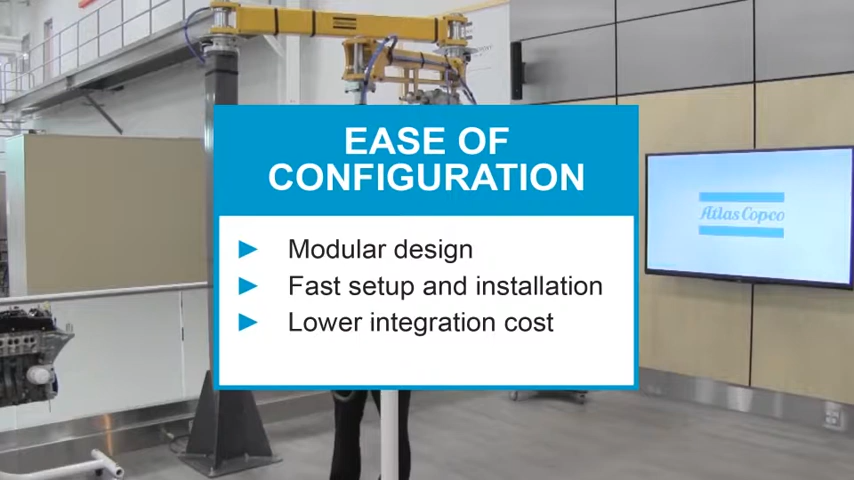 EASE OF
CONFIGURATION
Modular design
Fast setup and installation
Lower integration cost
Atlas Copco